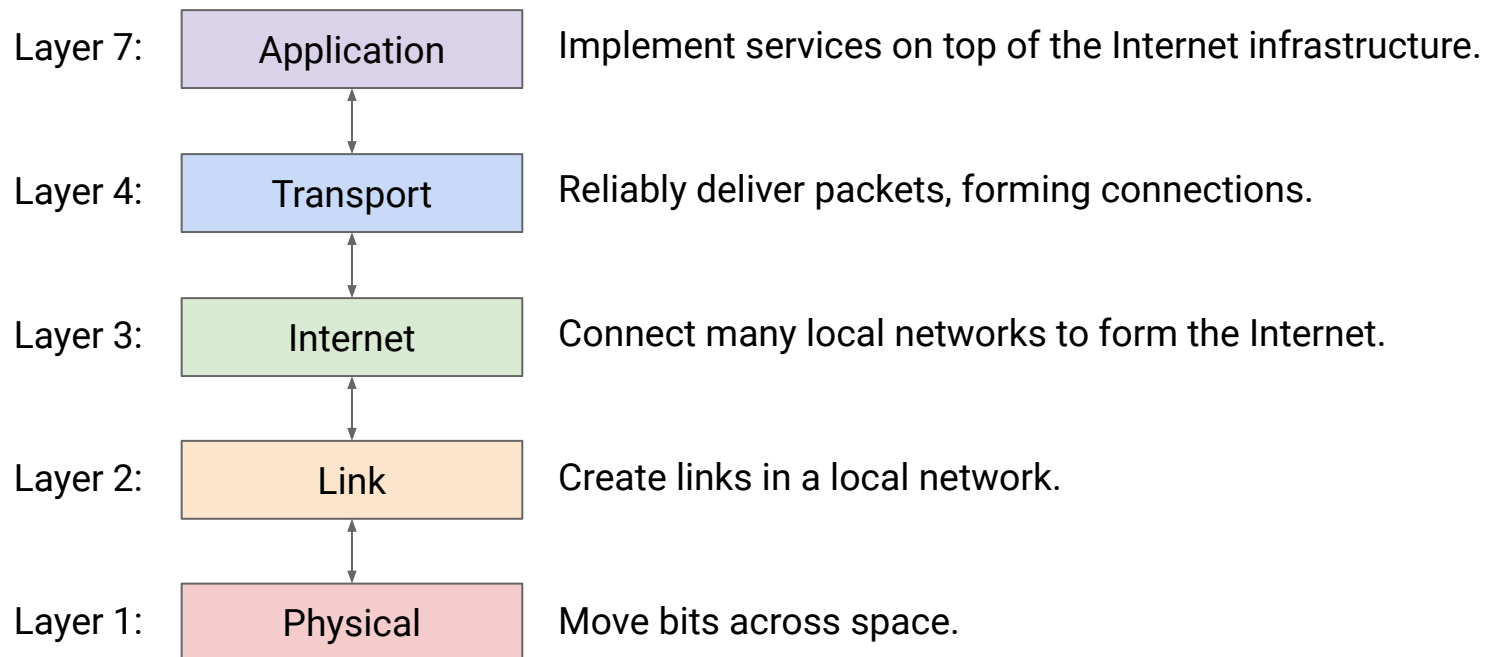 Layer 7: Application Implement services on top of the Internet infrastructure.
Layer 4: Transport Reliably deliver packets, forming connections.
Layer 3: Internet Connect many local networks to form the Internet.
Layer 2: Link Create links in a local network.
Layer 1: Physical Move bits across space.